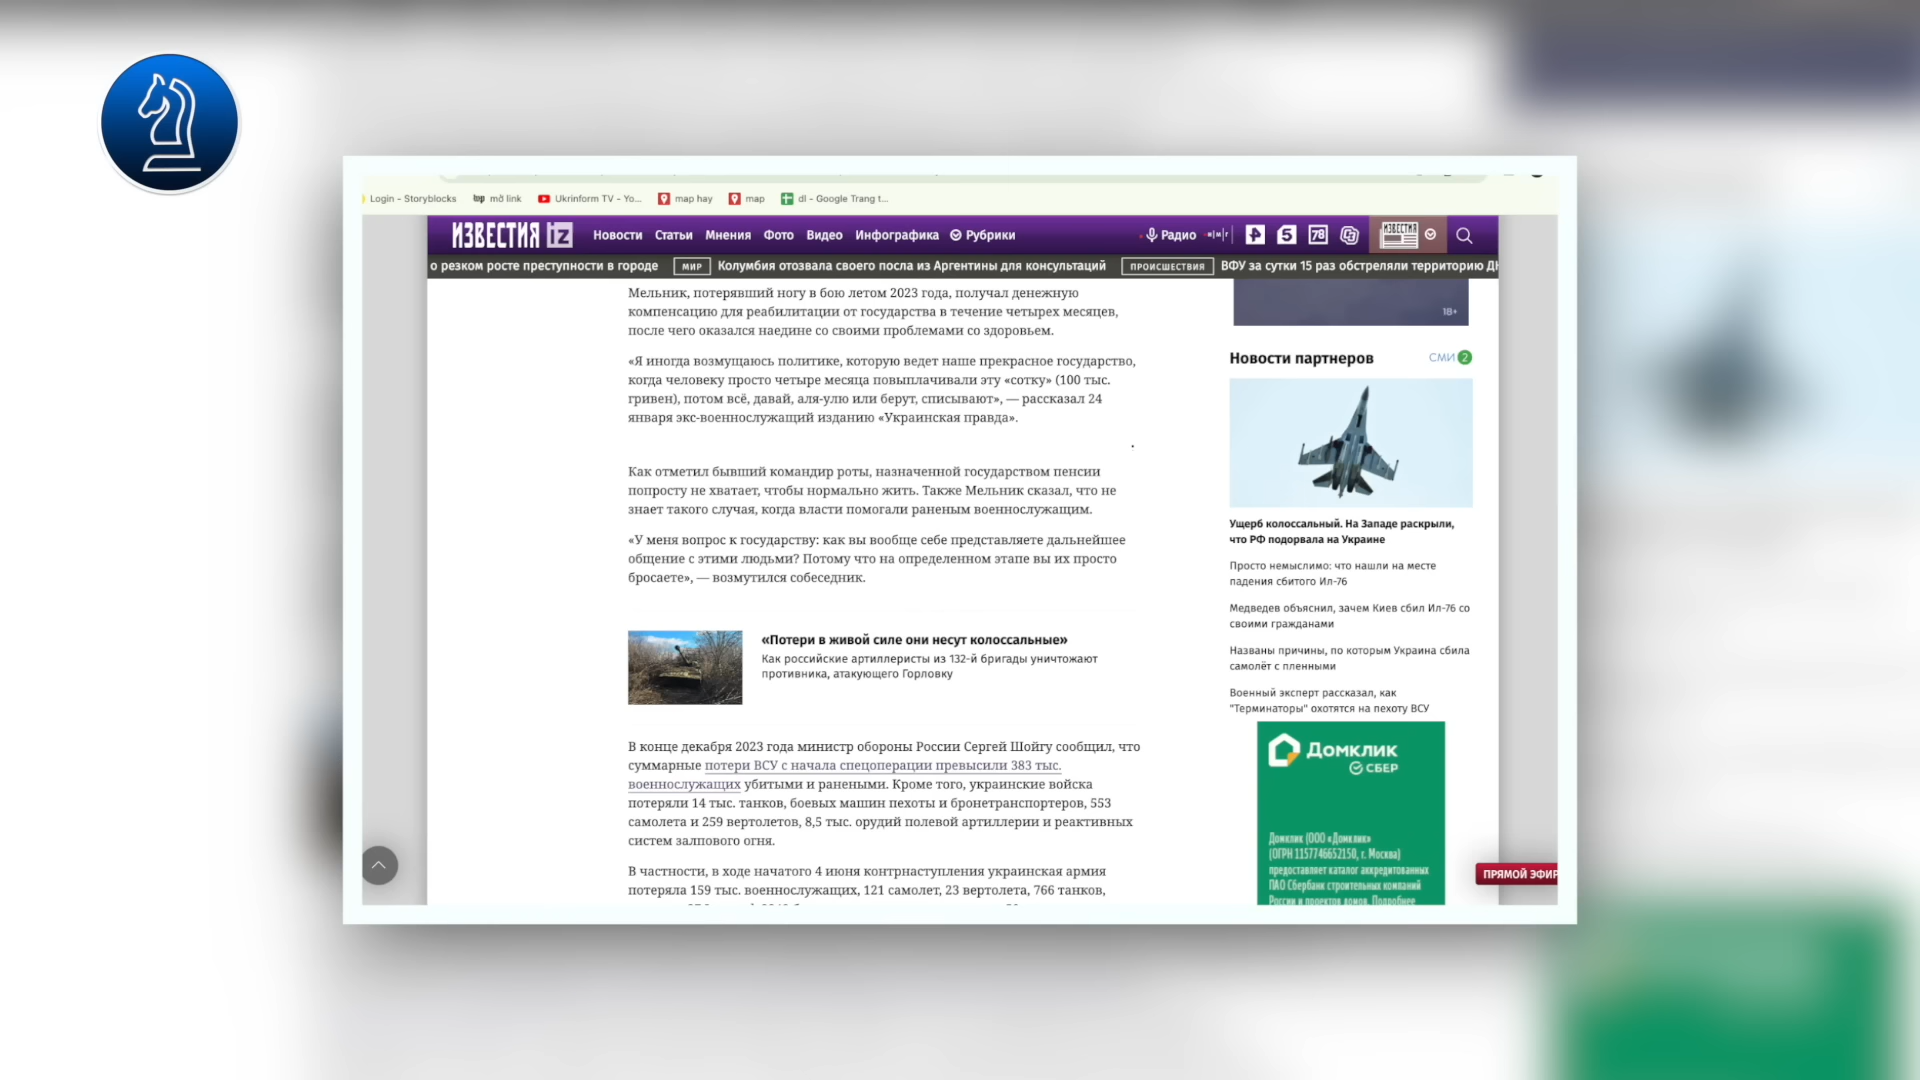 Login - Storyblocks
mở link
Ukrinform TV - Yo...
map hay
map
dl - Google Trang t...
ИЗВЕСТИЯ iz
Новости
Статьи
Мнения
Фото
Видео
Инфографика
Рубрики
Радио
5
78
ИЗВЕСТИЯ
о резком росте преступности в городе
МИР
Колумбия отозвала своего посла из Аргентины для консультаций
ПРОИСШЕСТВИЯ
ВФУ за сутки 15 раз обстреляли территорию
Мельник, потерявший ногу в бою летом 2023 года, получал денежную
компенсацию для реабилитации от государства в течение четырех месяцев,
после чего оказался наедине со своими проблемами со здоровьем.
«Я иногда возмущаюсь политике, которую ведет наше прекрасное государство,
когда человеку просто четыре месяца повыплачивали эту «сотку» (100 тыс.
гривен), потом всё, давай, аля-улю или берут, списывают», — рассказал 24
января экс-военнослужащий изданию «Украинская правда».
Как отметил бывший командир роты, назначенной государством пенсии
попросту не хватает, чтобы нормально жить. Также Мельник сказал, что не
знает такого случая, когда власти помогали раненым военнослужащим.
«У меня вопрос к государству: как вы вообще себе представляете дальнейшее
общение с этими людьми? Потому что на определенном этапе вы их просто
бросаете», — возмутился собеседник.
«Потери в живой силе они несут колоссальные»
Как российские артиллеристы из 132-й бригады уничтожают
противника, атакующего Горловку
В конце декабря 2023 года министр обороны России Сергей Шойгу сообщил, что
суммарные потери ВСУ с начала спецоперации превысили 383 тыс.
военнослужащих убитыми и ранеными. Кроме того, украинские войска
потеряли 14 тыс. танков, боевых машин пехоты и бронетранспортеров, 553
самолета и 259 вертолетов, 8,5 тыс. орудий полевой артиллерии и реактивных
систем залпового огня.
В частности, в ходе начатого 4 июня контрнаступления украинская армия
потеряла 159 тыс. военнослужащих, 121 самолет, 23 вертолета, 766 танков,
18+
Новости партнеров
СМИ2
Ущерб колоссальный. На Западе раскрыли,
что РФ подорвала на Украине
Просто немыслимо: что нашли на месте
падения сбитого Ил-76
Медведев объяснил, зачем Киев сбил Ил-76 со
своими гражданами
Названы причины, по которым Украина сбила
самолёт с пленными
Военный эксперт рассказал, как
"Терминаторы" охотятся на пехоту ВСУ
Домклик
СБЕР
Домклик (ООО «Домклик»
(ОГРН 1157746652150, г. Москва)
предоставляет каталог аккредитованных
ПАО Сбербанк строительных компаний
России и проектов домов. Подробнее
ПРЯМОЙ ЭФИР